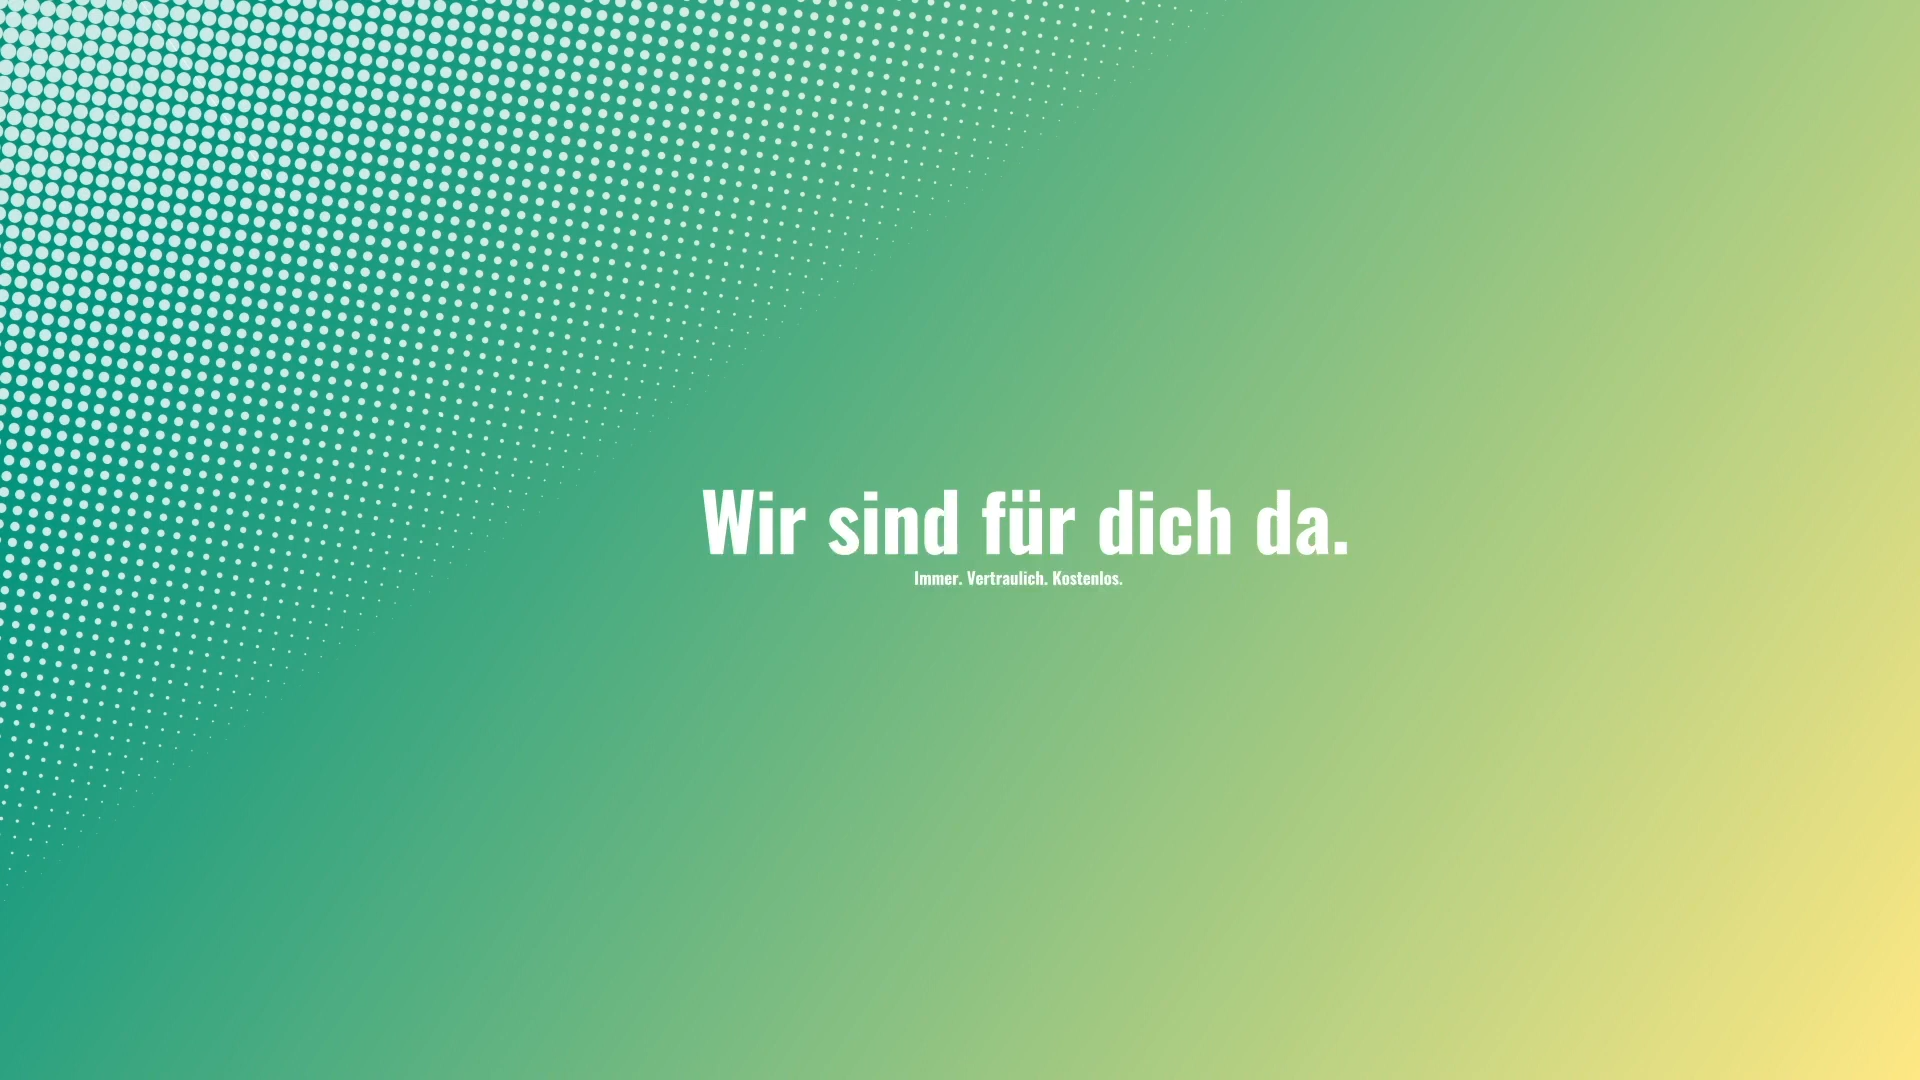 Wir sind für dich da.
Immer. Vertraulich. Kostenlos.